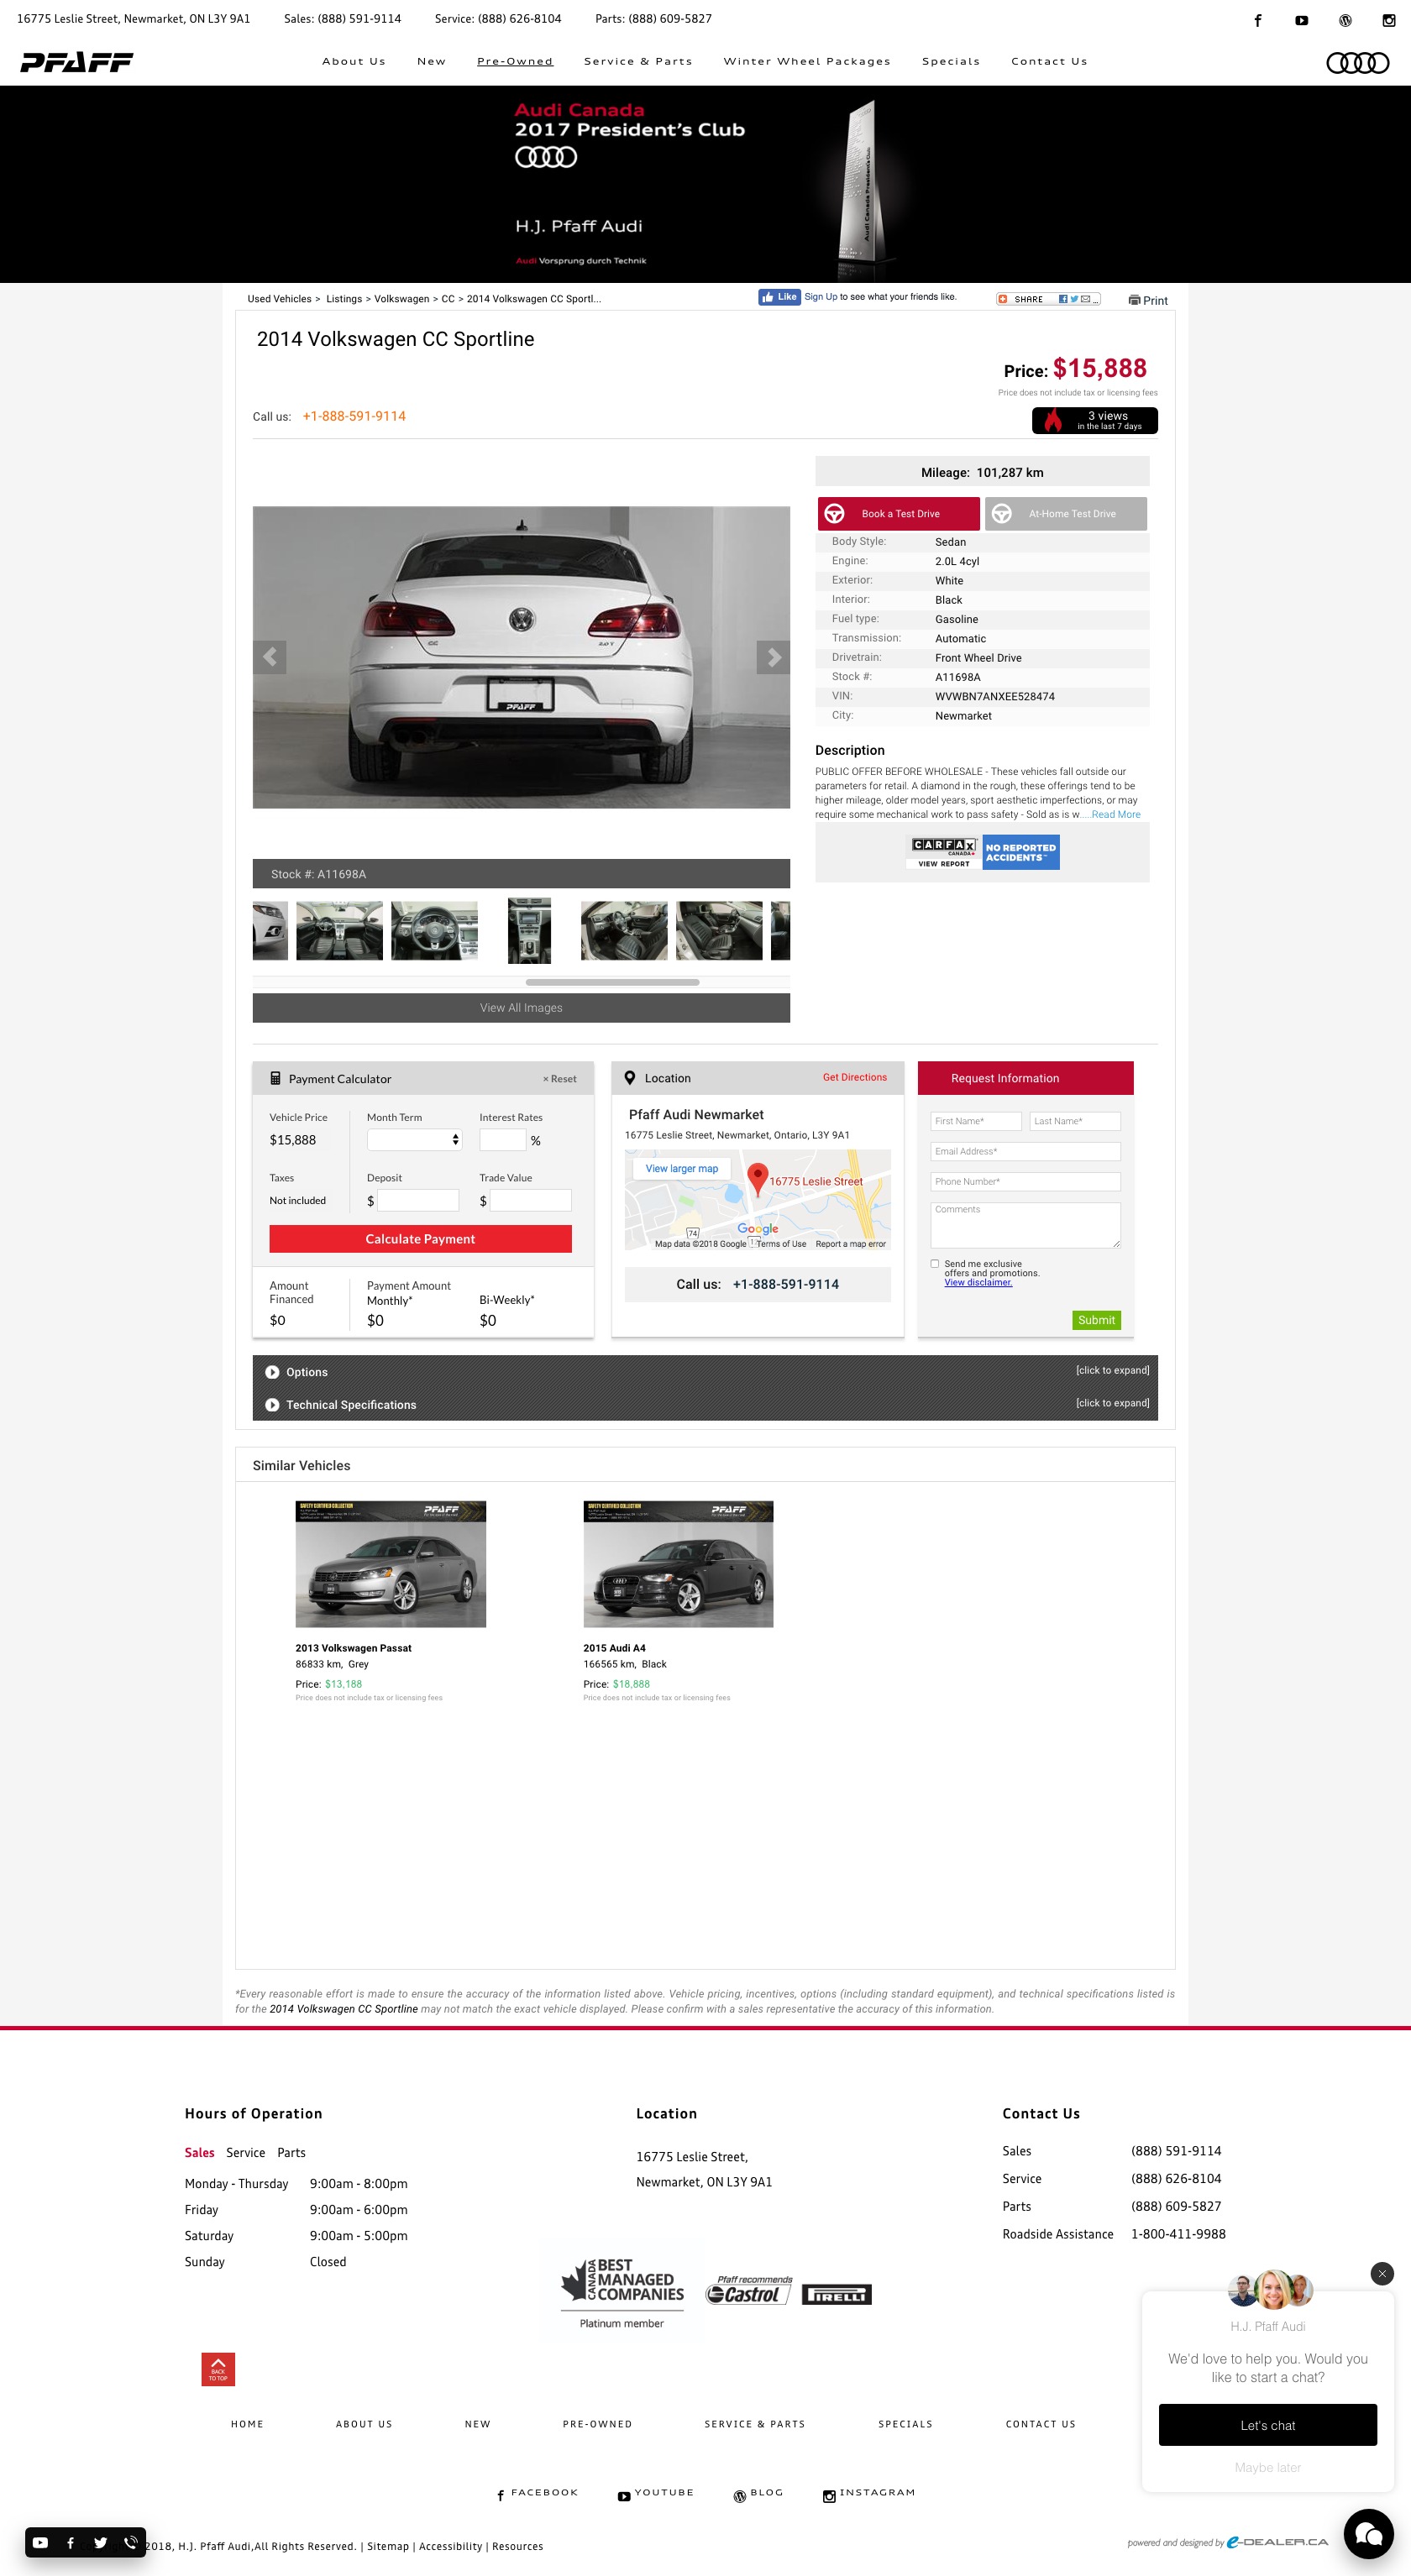 16775 Leslie Street, Newmarket, ON L3Y 9A1 Sales: (888) 591-9114 Service: (888) 626-8104 Parts: (888) 609-5827
PFAFF
About Us New Pre-Owned Service & Parts Winter Wheel Packages Specials Contact Us
Audi Canada
2017 President's Club
H.J. Pfaff Audi
Audi Vorsprung durch Technik
Audi Canada President's Club
Used Vehicles > Listings > Volkswagen > CC > 2014 Volkswagen CC Sportl...
Like Sign Up to see what your friends like.
SHARE
Print
2014 Volkswagen CC Sportline
Price: $15,888
Price does not include tax or licensing fees
Call us: +1-888-591-9114
3 views
in the last 7 days
Mileage: 101,287 km
Book a Test Drive
At-Home Test Drive
Body Style: Sedan
Engine: 2.0L 4cyl
Exterior: White
Interior: Black
Fuel type: Gasoline
Transmission: Automatic
Drivetrain: Front Wheel Drive
Stock #: A11698A
VIN: WVWBN7ANXEE528474
City: Newmarket
Description
PUBLIC OFFER BEFORE WHOLESALE - These vehicles fall outside our
parameters for retail. A diamond in the rough, these offerings tend to be
higher mileage, older model years, sport aesthetic imperfections, or may
require some mechanical work to pass safety - Sold as is w.....Read More
CARFAX
CANADA
VIEW REPORT
NO REPORTED
ACCIDENTS
CC
2.0T
PFAFF
Stock #: A11698A
View All Images
Payment Calculator × Reset
Vehicle Price Month Term Interest Rates
$15,888 %
Taxes Deposit Trade Value
Not included $ $
Calculate Payment
Amount
Financed
Payment Amount
Monthly* Bi-Weekly*
$0 $0 $0
Location Get Directions
Pfaff Audi Newmarket
16775 Leslie Street, Newmarket, Ontario, L3Y 9A1
View larger map
16775 Leslie Street
74
Google
Map data ©2018 Google Terms of Use Report a map error
Call us: +1-888-591-9114
Request Information
First Name* Last Name*
Email Address*
Phone Number*
Comments
Send me exclusive
offers and promotions.
View disclaimer.
Submit
Options [click to expand]
Technical Specifications [click to expand]
Similar Vehicles
SAFETY CERTIFIED COLLECTION PFAFF
SAFETY CERTIFIED COLLECTION PFAFF
2013 Volkswagen Passat
86833 km, Grey
Price: $13,188
Price does not include tax or licensing fees
2015 Audi A4
166565 km, Black
Price: $18,888
Price does not include tax or licensing fees
*Every reasonable effort is made to ensure the accuracy of the information listed above. Vehicle pricing, incentives, options (including standard equipment), and technical specifications listed is
for the 2014 Volkswagen CC Sportline may not match the exact vehicle displayed. Please confirm with a sales representative the accuracy of this information.
Hours of Operation
Sales Service Parts
Monday - Thursday 9:00am - 8:00pm
Friday 9:00am - 6:00pm
Saturday 9:00am - 5:00pm
Sunday Closed
Location
16775 Leslie Street,
Newmarket, ON L3Y 9A1
Contact Us
Sales (888) 591-9114
Service (888) 626-8104
Parts (888) 609-5827
Roadside Assistance 1-800-411-9988
CANADA'S BEST
MANAGED
COMPANIES
Platinum member
Pfaff recommends
Castrol
PIRELLI
H.J. Pfaff Audi
We'd love to help you. Would you
like to start a chat?
Let's chat
Maybe later
BACK
TO TOP
HOME ABOUT US NEW PRE-OWNED SERVICE & PARTS SPECIALS CONTACT US
FACEBOOK YOUTUBE BLOG INSTAGRAM
2018, H.J. Pfaff Audi,All Rights Reserved. | Sitemap | Accessibility | Resources
powered and designed by e-DEALER.CA